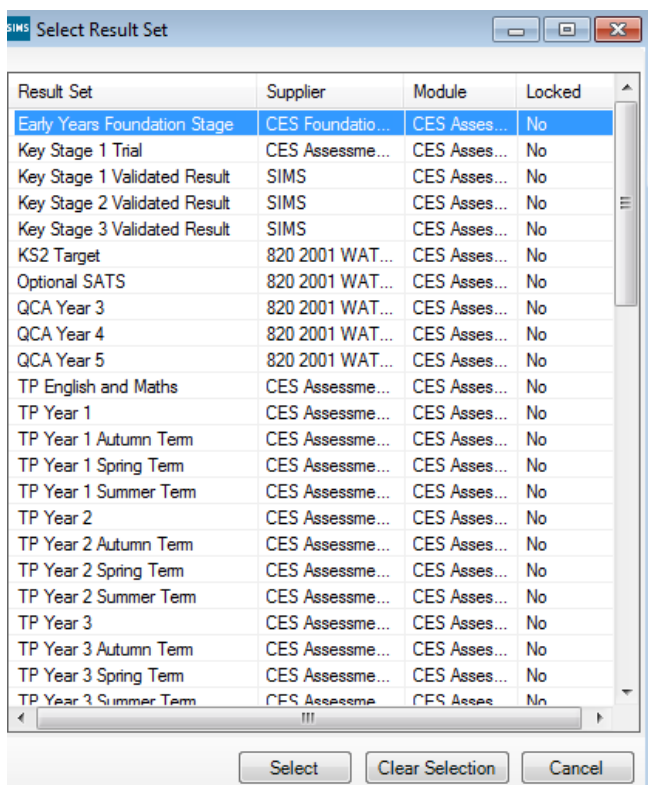 SIMS Select Result Set
Result Set Supplier Module Locked
Early Years Foundation Stage CES Foundatio... CES Asses... No
Key Stage 1 Trial CES Assessme... CES Asses... No
Key Stage 1 Validated Result SIMS CES Asses... No
Key Stage 2 Validated Result SIMS CES Asses... No
Key Stage 3 Validated Result SIMS CES Asses... No
KS2 Target 820 2001 WAT... CES Asses... No
Optional SATS 820 2001 WAT... CES Asses... No
QCA Year 3 820 2001 WAT... CES Asses... No
QCA Year 4 820 2001 WAT... CES Asses... No
QCA Year 5 820 2001 WAT... CES Asses... No
TP English and Maths CES Assessme... CES Asses... No
TP Year 1 CES Assessme... CES Asses... No
TP Year 1 Autumn Term CES Assessme... CES Asses... No
TP Year 1 Spring Term CES Assessme... CES Asses... No
TP Year 1 Summer Term CES Assessme... CES Asses... No
TP Year 2 CES Assessme... CES Asses... No
TP Year 2 Autumn Term CES Assessme... CES Asses... No
TP Year 2 Spring Term CES Assessme... CES Asses... No
TP Year 2 Summer Term CES Assessme... CES Asses... No
TP Year 3 CES Assessme... CES Asses... No
TP Year 3 Autumn Term CES Assessme... CES Asses... No
TP Year 3 Spring Term CES Assessme... CES Asses... No
TP Year 3 Summer Term CES Assessme... CES Asses... No
Select Clear Selection Cancel